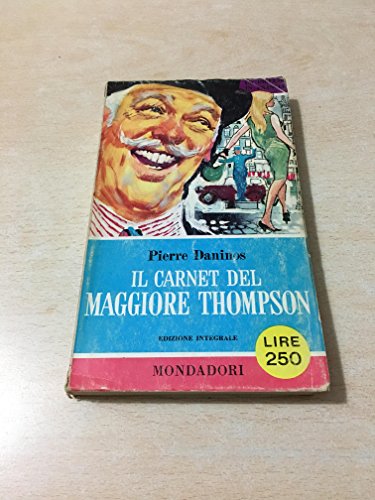 Pierre Daninos
IL CARNET DEL
MAGGIORE THOMPSON
EDIZIONE INTEGRALE
LIRE
250
MONDADORI